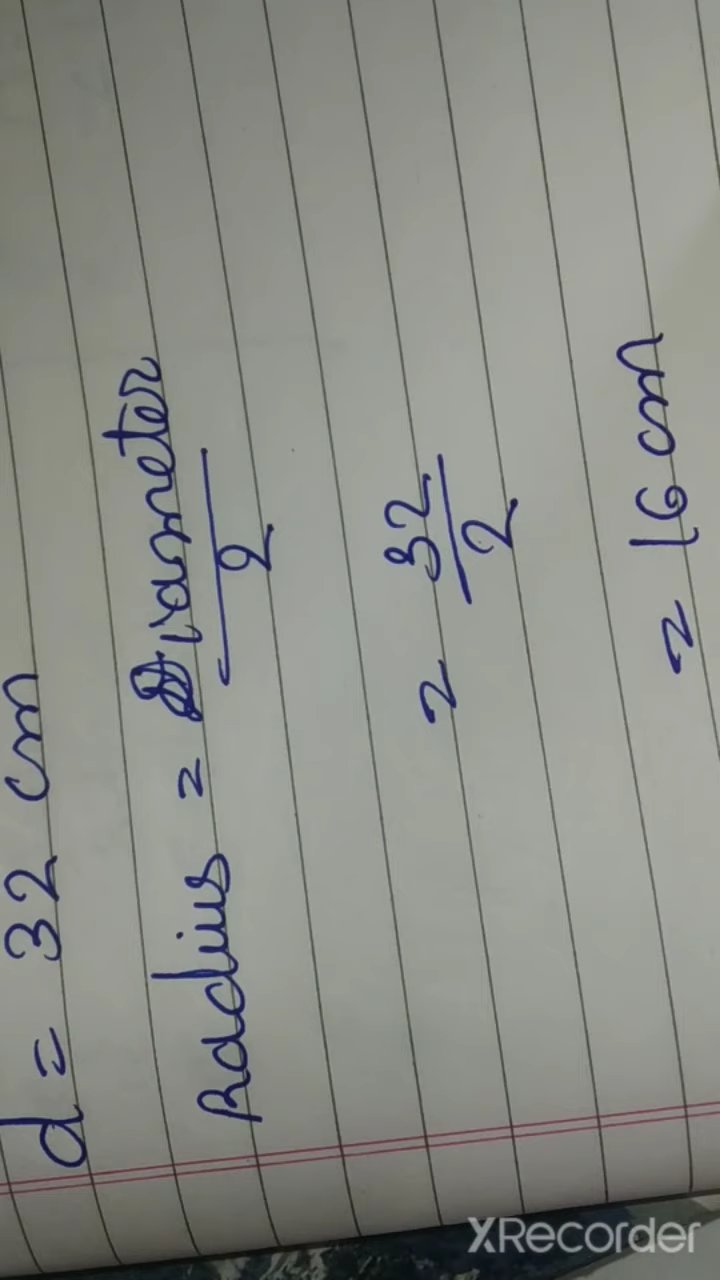 d = 32 cm
Radius = Diameter
2
= 32
2
= 16 cm
XRecorder